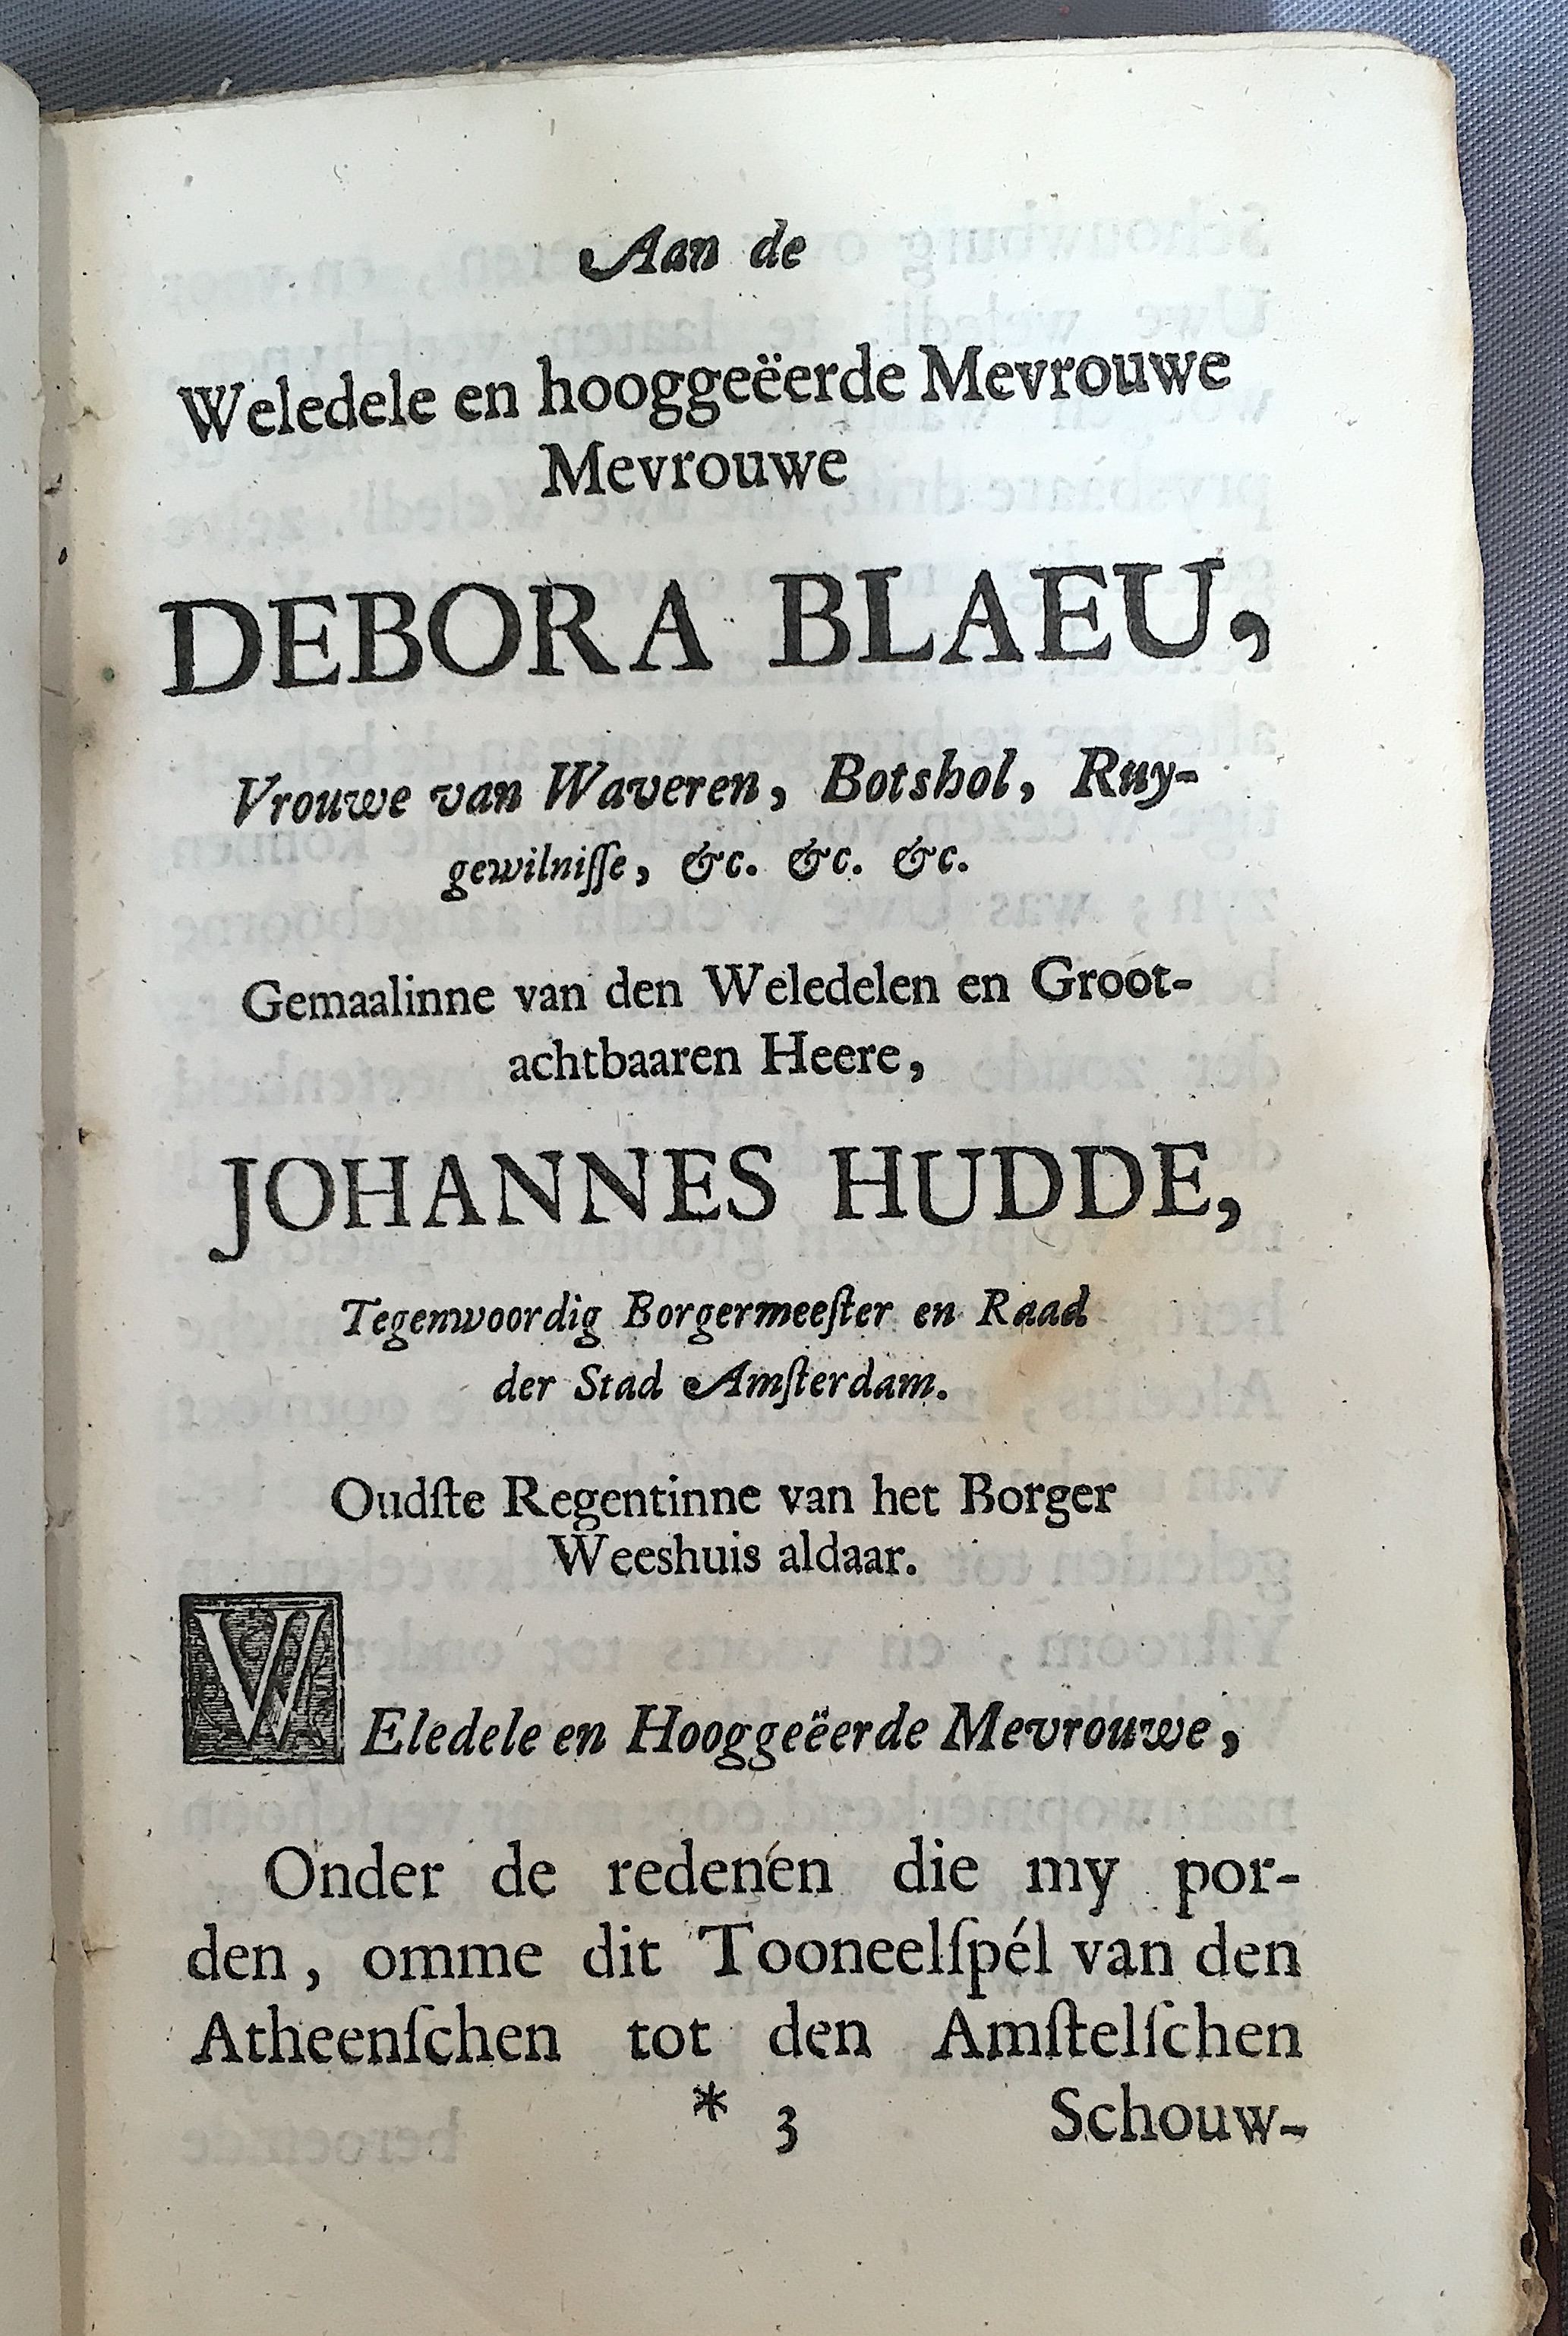 Aan de
Weledele en hooggeëerde Mevrouwe
Mevrouwe
DEBORA BLAEU,
Vrouwe van Waveren, Botshol, Ruy-
gewilniſſe, &c. &c. &c.
Gemaalinne van den Weledelen en Groot-
achtbaaren Heere,
JOHANNES HUDDE,
Tegenwoordig Borgermeeſter en Raad
der Stad Amſterdam.
Oudſte Regentinne van het Borger
Weeshuis aldaar.
WEledele en Hooggeëerde Mevrouwe,
Onder de redenén die my por-
den, omme dit Tooneelſpél van den
Atheenſchen tot den Amſtelſchen
* 3 Schouw-